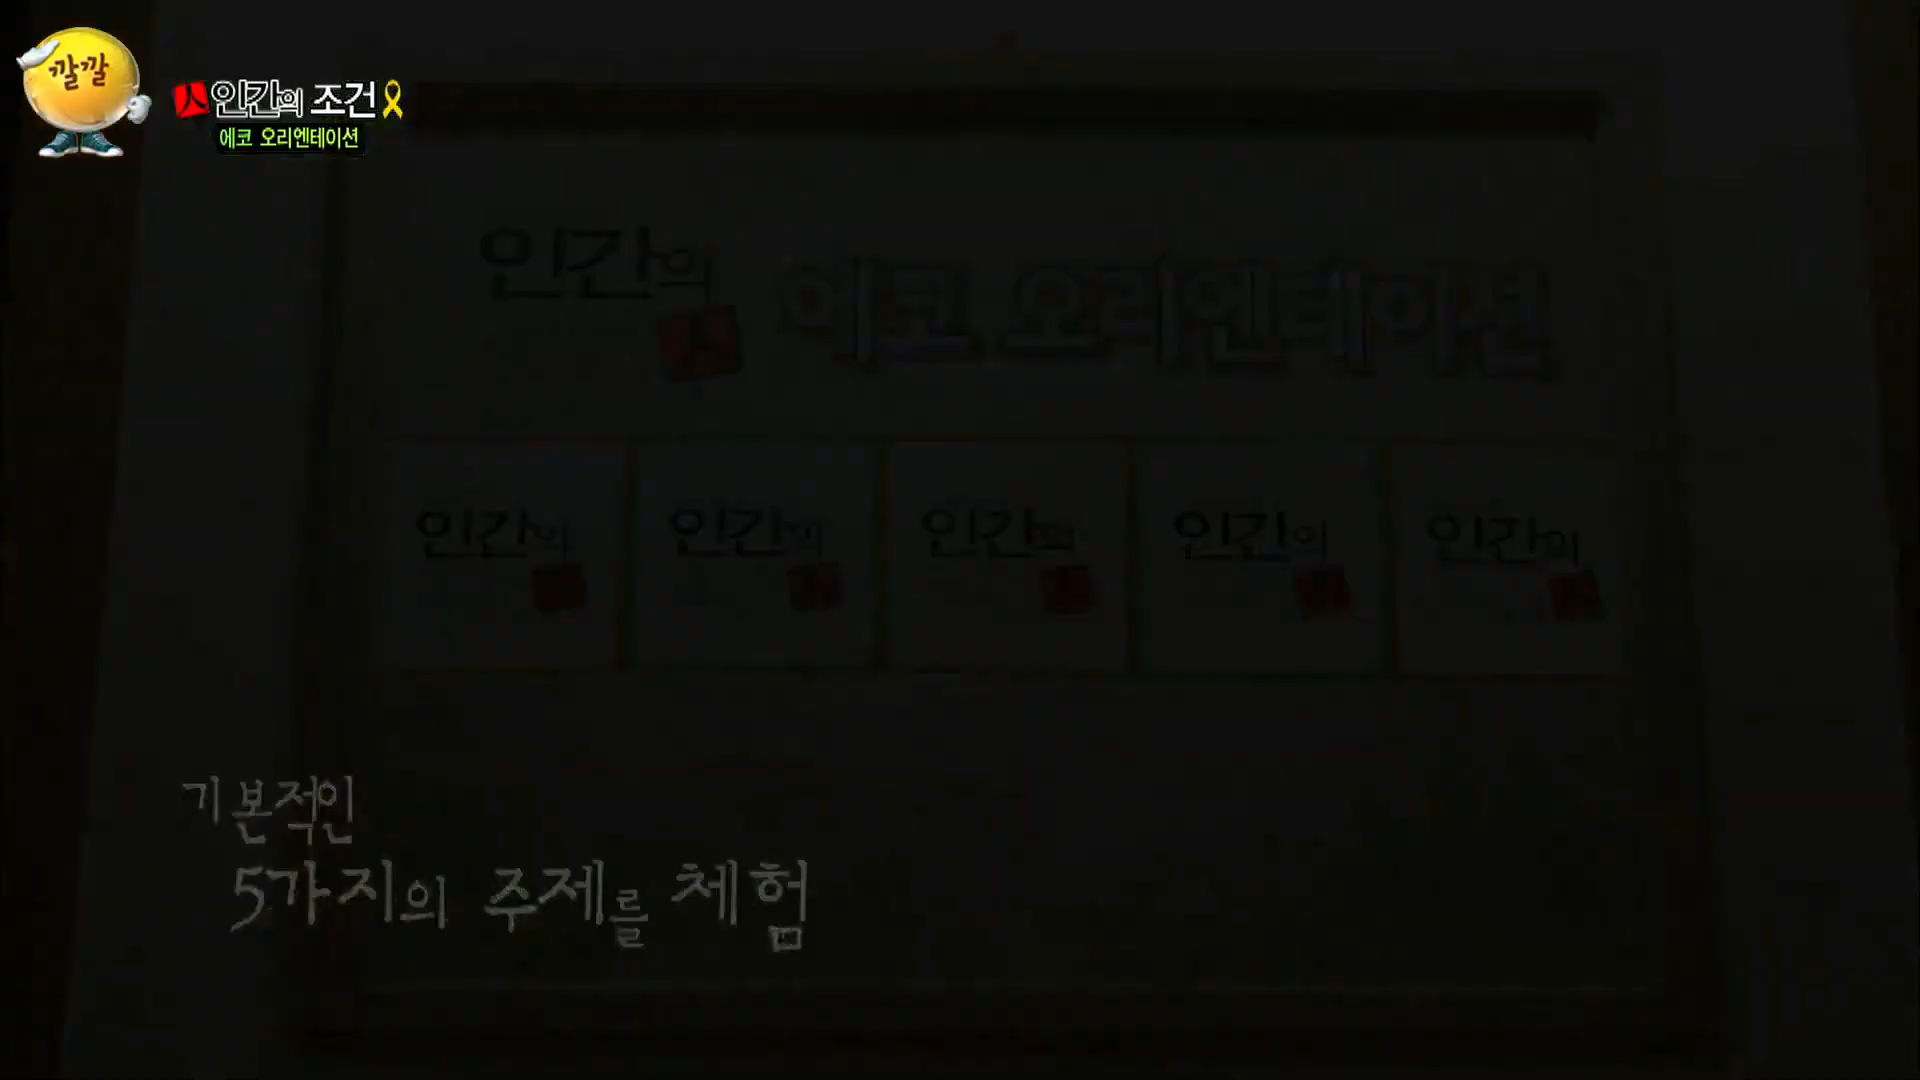 깔깔
人 인간의 조건
에코 오리엔테이션
인간의
에코 오리엔테이션
인간의 인간의 인간의 인간의 인간의
기본적인
5가지의 주제를 체험